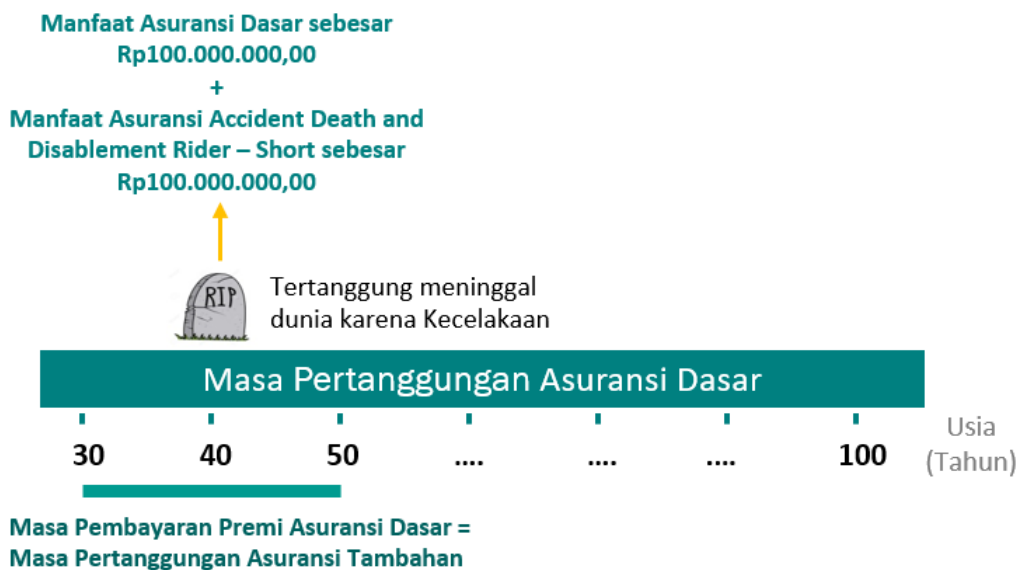 Manfaat Asuransi Dasar sebesar
Rp100.000.000,00
+
Manfaat Asuransi Accident Death and
Disablement Rider – Short sebesar
Rp100.000.000,00
RIP
Tertanggung meninggal
dunia karena Kecelakaan
Masa Pertanggungan Asuransi Dasar
30 40 50 .... .... .... 100
Usia
(Tahun)
Masa Pembayaran Premi Asuransi Dasar =
Masa Pertanggungan Asuransi Tambahan